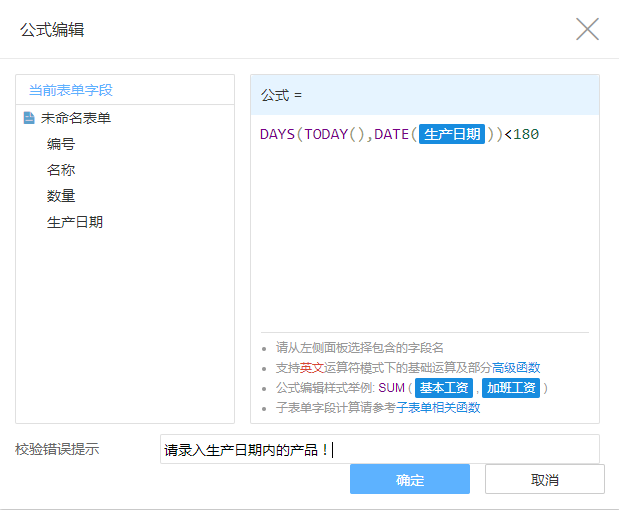 公式编辑
当前表单字段
未命名表单
编号
名称
数量
生产日期
公式 =
DAYS(TODAY(),DATE(生产日期))<180
请从左侧面板选择包含的字段名
支持英文运算符模式下的基础运算及部分高级函数
公式编辑样式举例: SUM ( 基本工资 , 加班工资 )
子表单字段计算请参考子表单相关函数
校验错误提示
请录入生产日期内的产品！
确定
取消